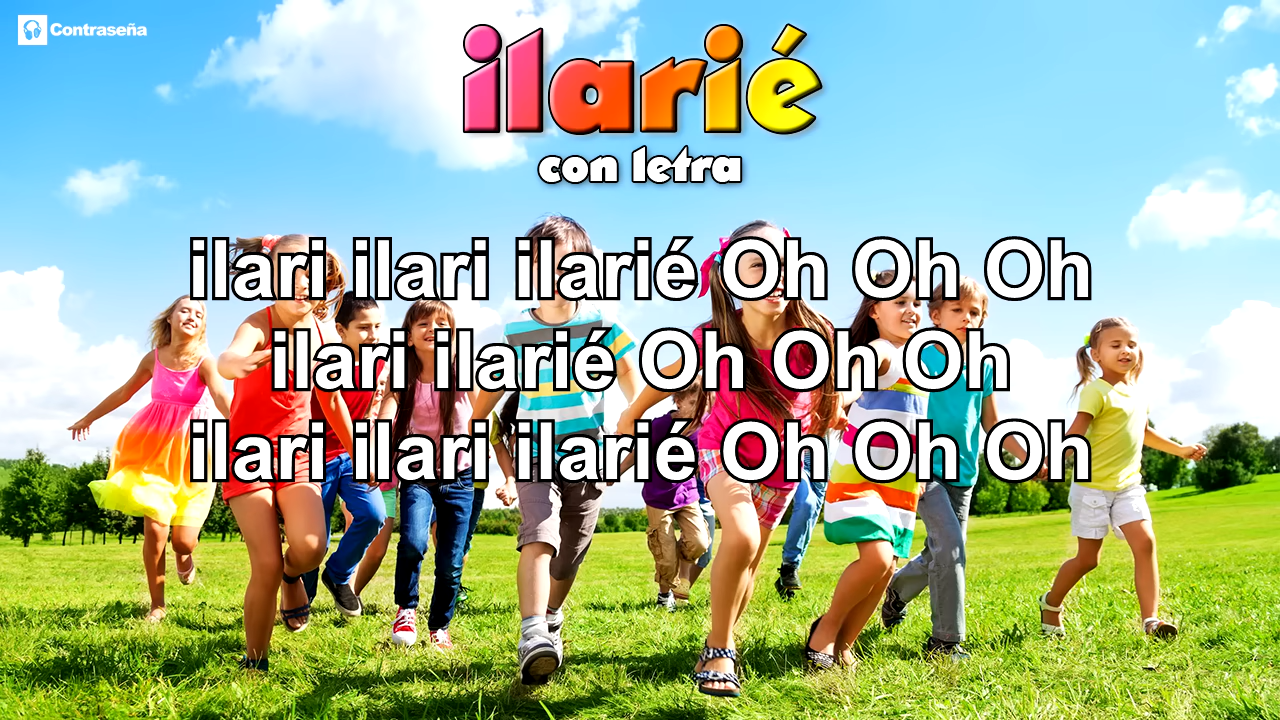 Contraseña
ilarié
con letra
ilari ilari ilarié Oh Oh Oh
ilari ilarié Oh Oh Oh
ilari ilari ilarié Oh Oh Oh